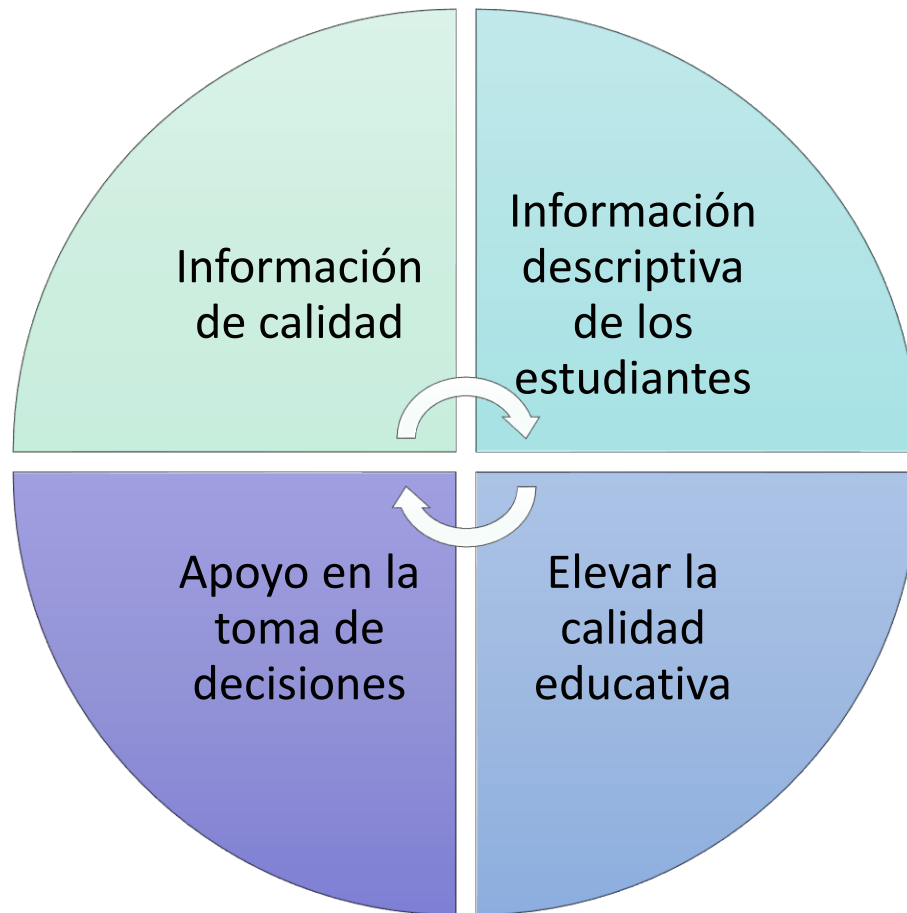 Información
de calidad
Información
descriptiva
de los
estudiantes
Apoyo en la
toma de
decisiones
Elevar la
calidad
educativa